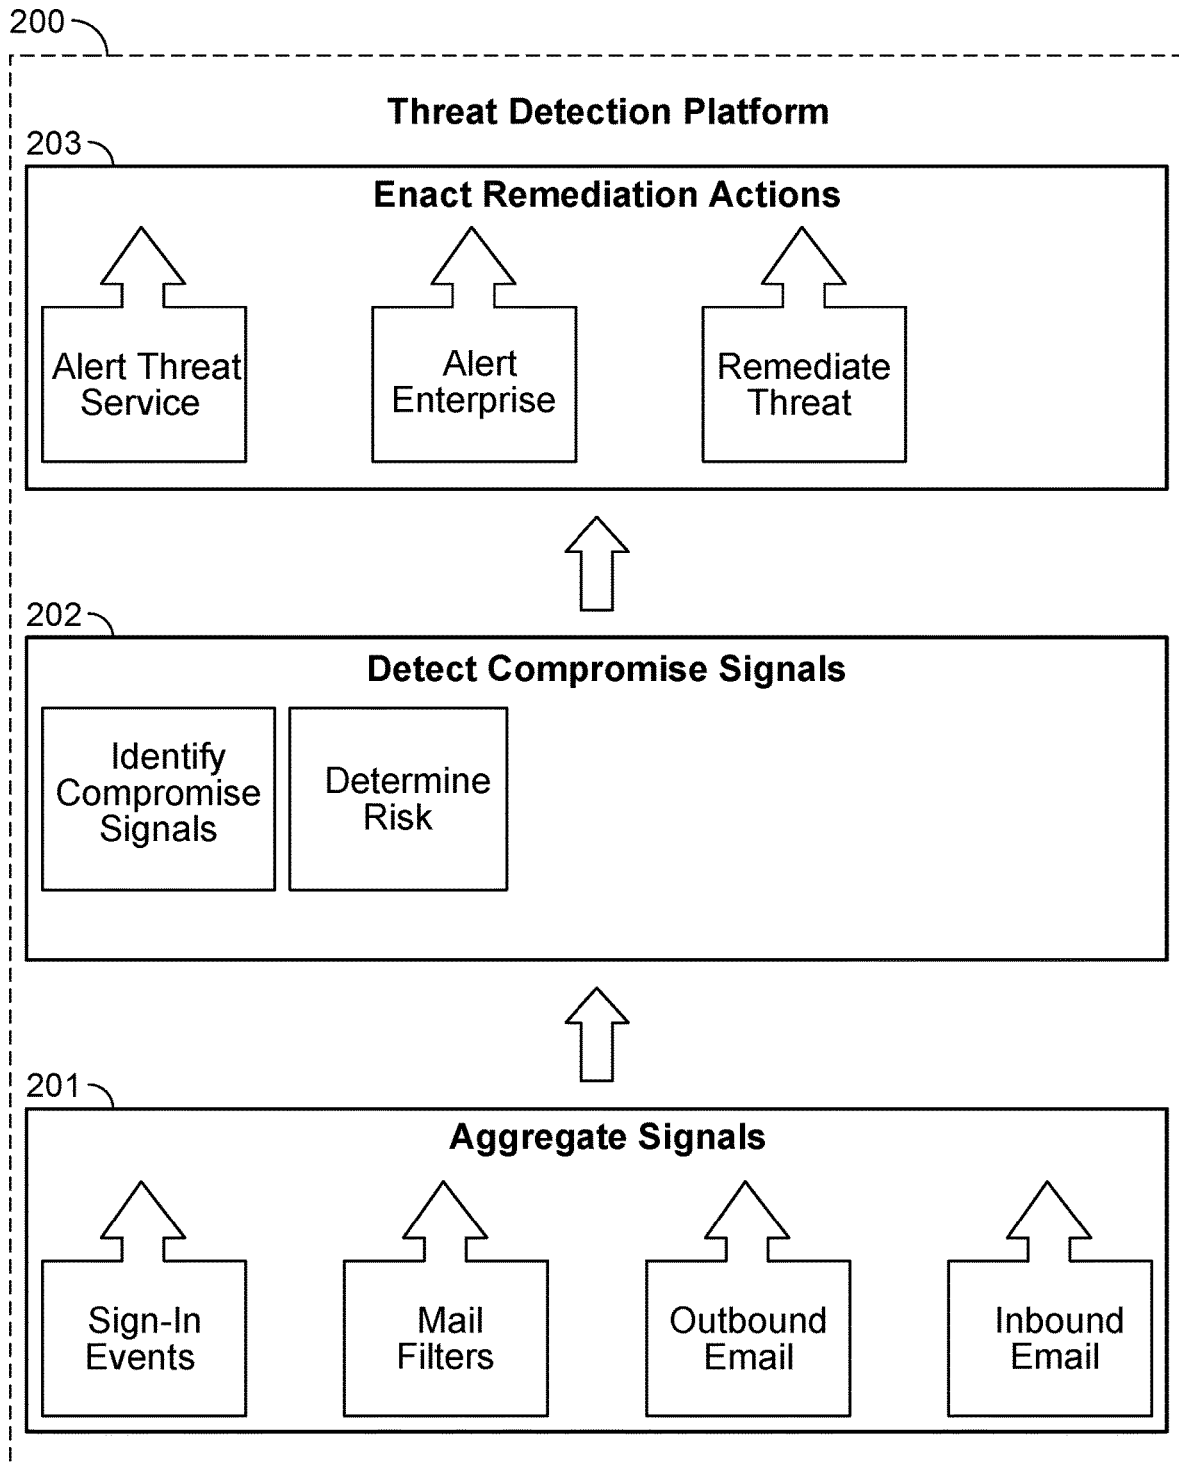 200
Threat Detection Platform
203
Enact Remediation Actions
Alert Threat
Service
Alert
Enterprise
Remediate
Threat
202
Detect Compromise Signals
Identify
Compromise
Signals
Determine
Risk
201
Aggregate Signals
Sign-In
Events
Mail
Filters
Outbound
Email
Inbound
Email